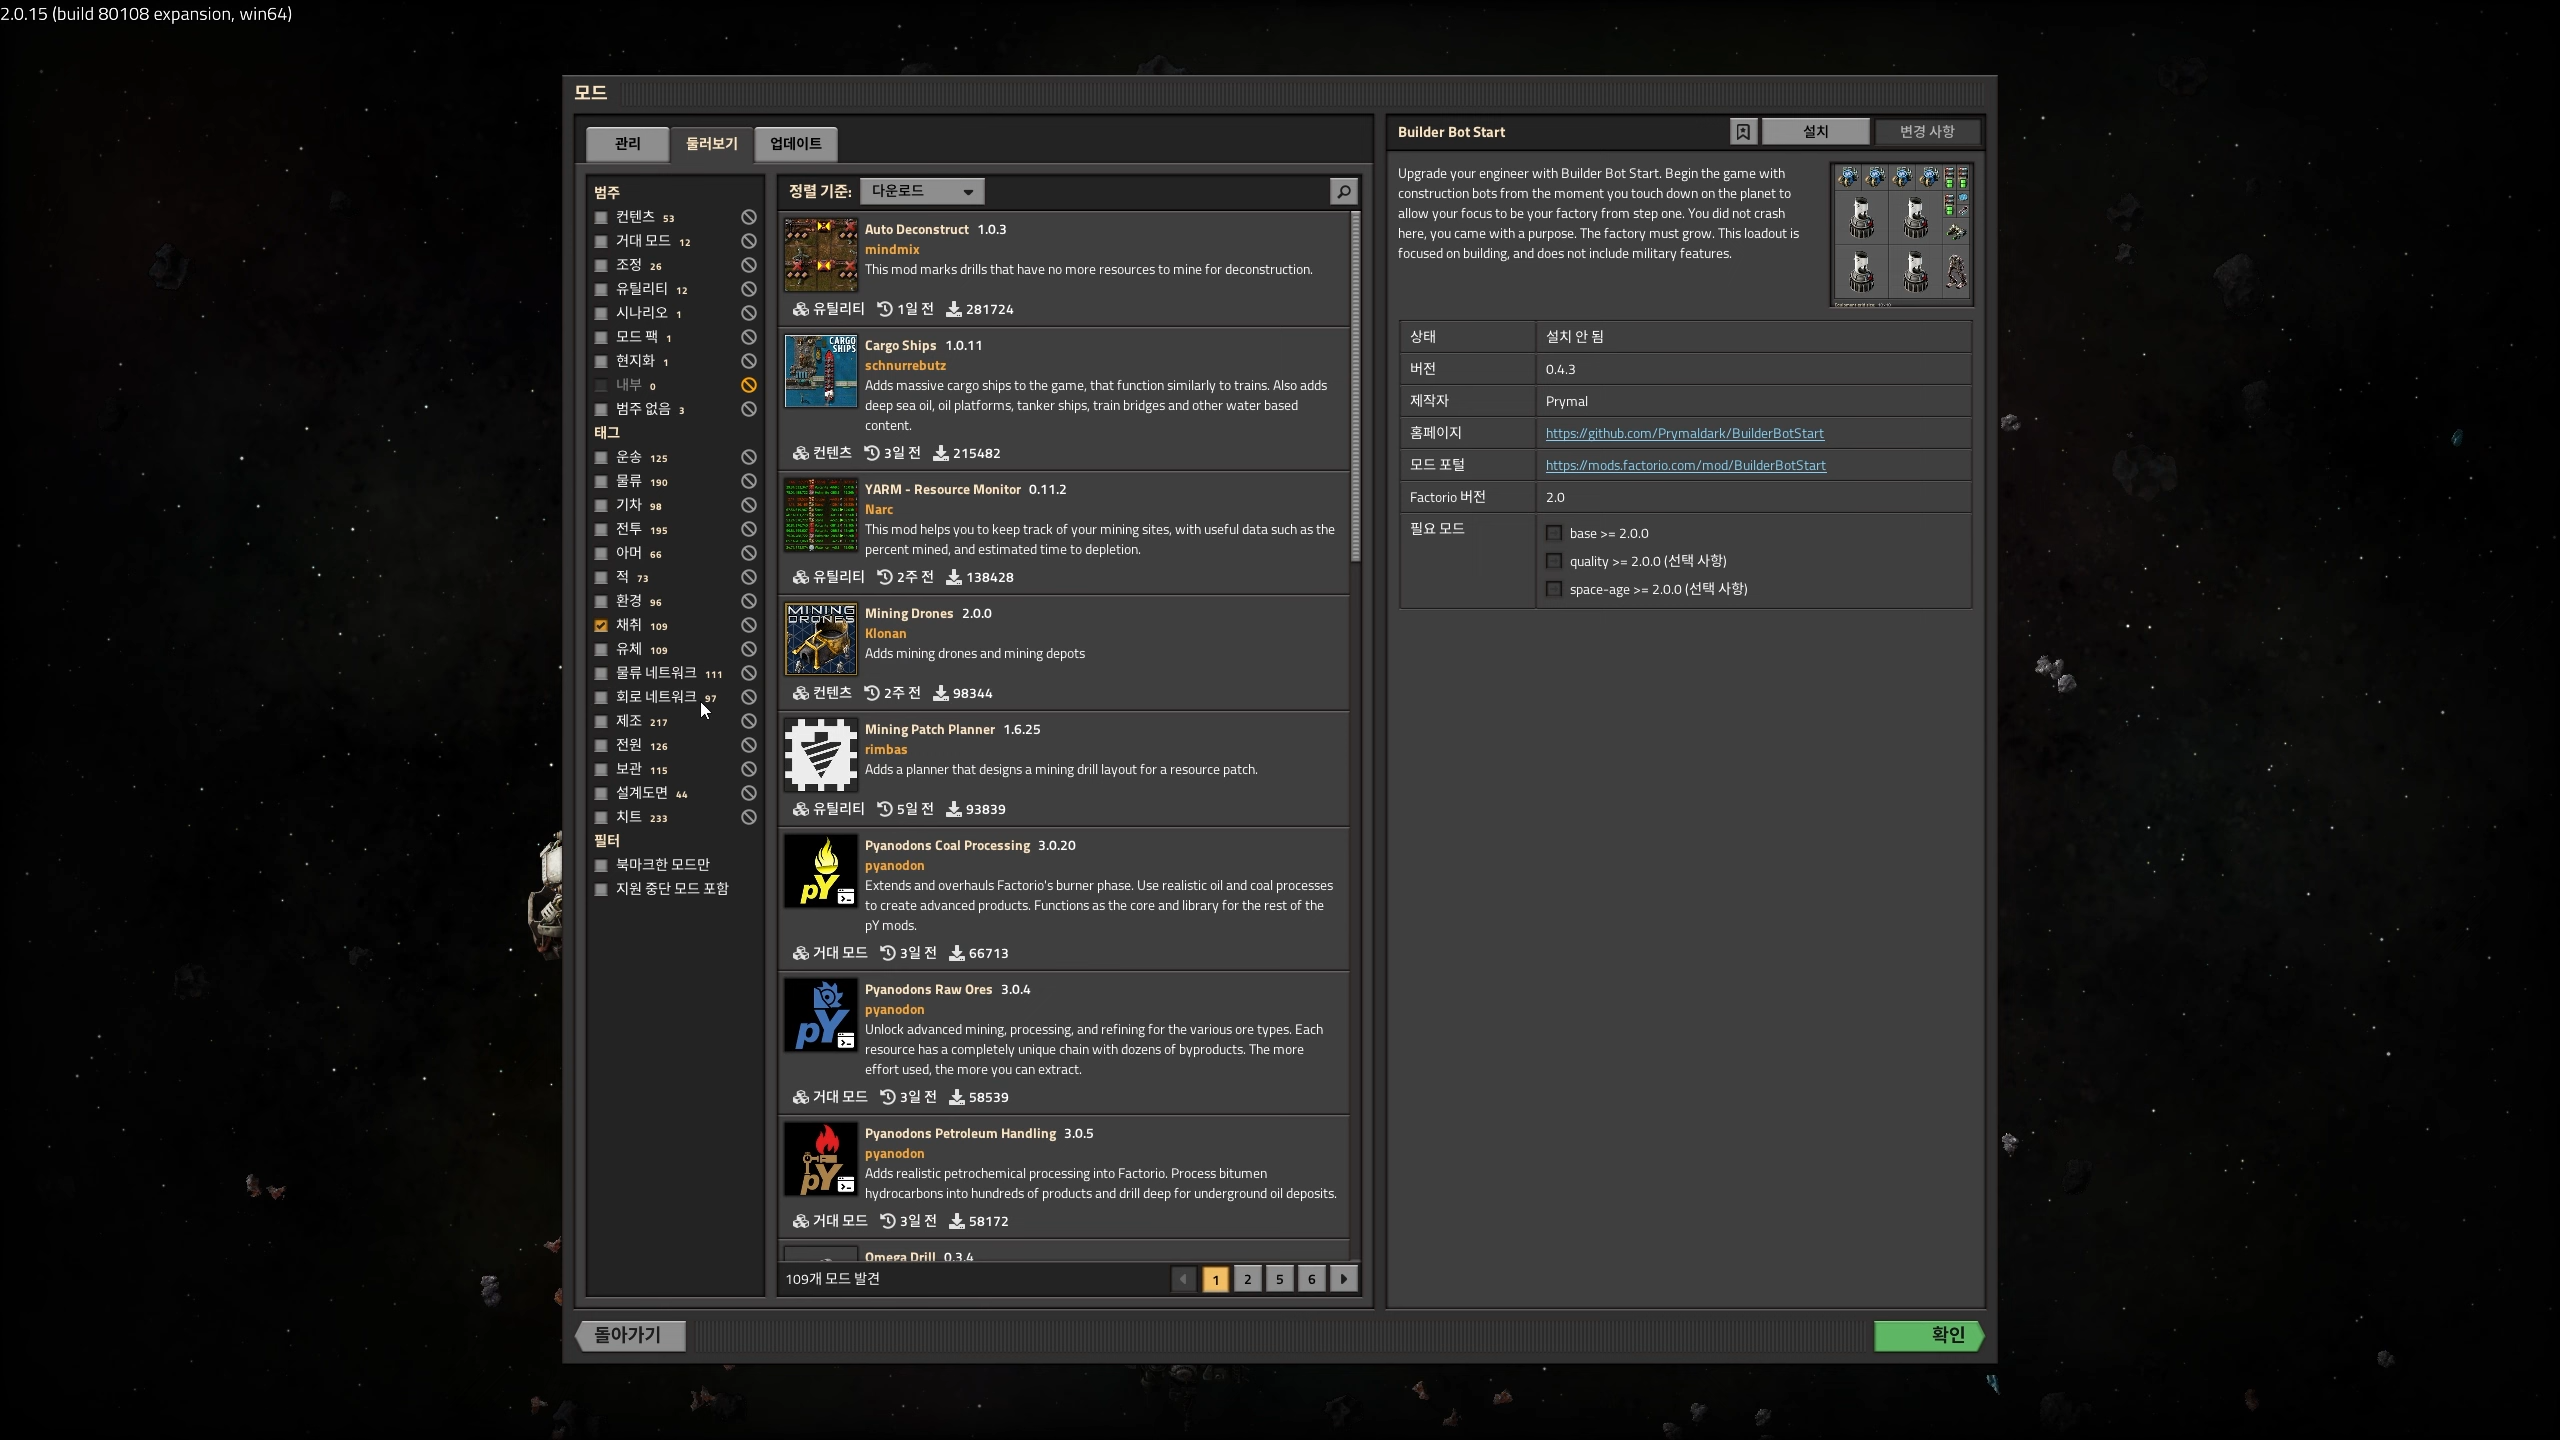 2.0.15 (build 80108 expansion, win64)
모드
관리
둘러보기
업데이트
범주
컨텐츠 53
거대 모드 12
조정 26
유틸리티 12
시나리오 1
모드 팩 1
현지화 1
내부 0
범주 없음 3
태그
운송 125
물류 190
기차 98
전투 195
아머 66
적 73
환경 96
채취 109
유체 109
물류 네트워크 111
회로 네트워크 97
제조 217
전원 126
보관 115
설계도면 44
치트 233
필터
북마크한 모드만
지원 중단 모드 포함
정렬 기준: 다운로드
Auto Deconstruct 1.0.3
mindmix
This mod marks drills that have no more resources to mine for deconstruction.
유틸리티 1일 전 281724
CARGO
SHIPS
Cargo Ships 1.0.11
schnurrebutz
Adds massive cargo ships to the game, that function similarly to trains. Also adds
deep sea oil, oil platforms, tanker ships, train bridges and other water based
content.
컨텐츠 3일 전 215482
YARM - Resource Monitor 0.11.2
Narc
This mod helps you to keep track of your mining sites, with useful data such as the
percent mined, and estimated time to depletion.
유틸리티 2주 전 138428
MINING
DRONES
Mining Drones 2.0.0
Klonan
Adds mining drones and mining depots
컨텐츠 2주 전 98344
Mining Patch Planner 1.6.25
rimbas
Adds a planner that designs a mining drill layout for a resource patch.
유틸리티 5일 전 93839
pY
Pyanodons Coal Processing 3.0.20
pyanodon
Extends and overhauls Factorio's burner phase. Use realistic oil and coal processes
to create advanced products. Functions as the core and library for the rest of the
pY mods.
거대 모드 3일 전 66713
pY
Pyanodons Raw Ores 3.0.4
pyanodon
Unlock advanced mining, processing, and refining for the various ore types. Each
resource has a completely unique chain with dozens of byproducts. The more
effort used, the more you can extract.
거대 모드 3일 전 58539
pY
Pyanodons Petroleum Handling 3.0.5
pyanodon
Adds realistic petrochemical processing into Factorio. Process bitumen
hydrocarbons into hundreds of products and drill deep for underground oil deposits.
거대 모드 3일 전 58172
Omega Drill 0.3.4
109개 모드 발견
1 2 5 6
Builder Bot Start
설치
변경 사항
Upgrade your engineer with Builder Bot Start. Begin the game with
construction bots from the moment you touch down on the planet to
allow your focus to be your factory from step one. You did not crash
here, you came with a purpose. The factory must grow. This loadout is
focused on building, and does not include military features.
상태 설치 안 됨
버전 0.4.3
제작자 Prymal
홈페이지 https://github.com/Prymaldark/BuilderBotStart
모드 포털 https://mods.factorio.com/mod/BuilderBotStart
Factorio 버전 2.0
필요 모드 base >= 2.0.0
quality >= 2.0.0 (선택 사항)
space-age >= 2.0.0 (선택 사항)
돌아가기
확인